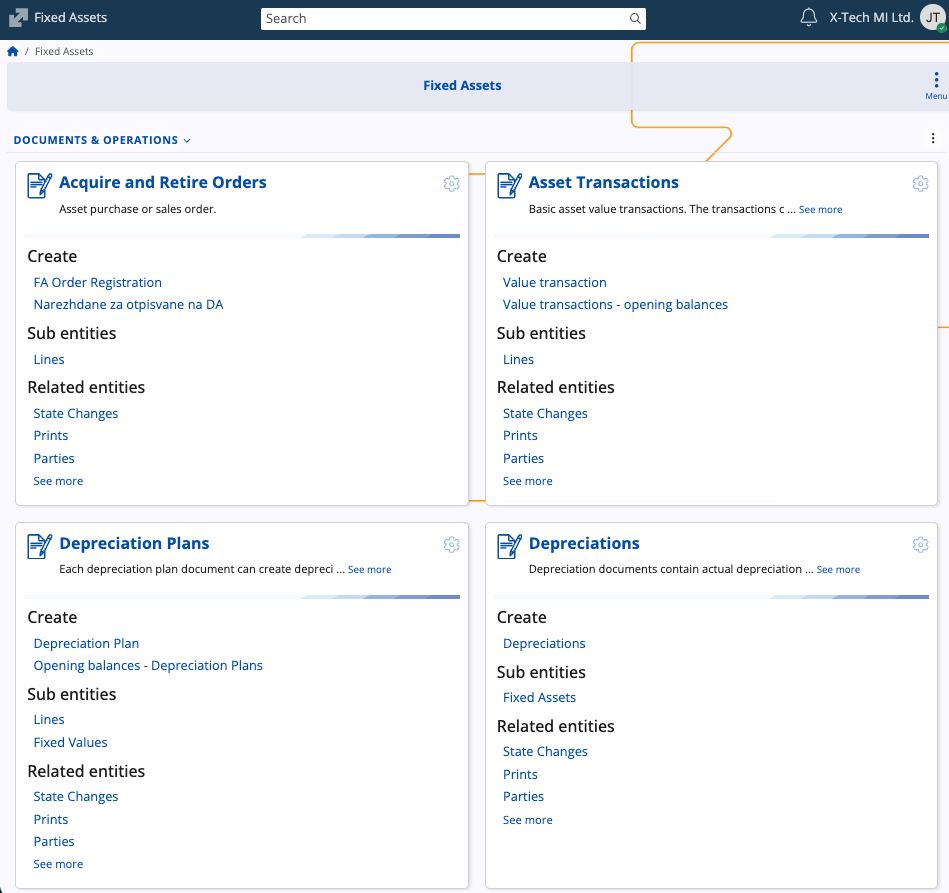 Fixed Assets
Search
X-Tech MI Ltd.
JT
/ Fixed Assets
Fixed Assets
Menu
DOCUMENTS & OPERATIONS
Acquire and Retire Orders
Asset purchase or sales order.
Create
FA Order Registration
Narezhdane za otpisvane na DA
Sub entities
Lines
Related entities
State Changes
Prints
Parties
See more
Asset Transactions
Basic asset value transactions. The transactions c ... See more
Create
Value transaction
Value transactions - opening balances
Sub entities
Lines
Related entities
State Changes
Prints
Parties
See more
Depreciation Plans
Each depreciation plan document can create depreci ... See more
Create
Depreciation Plan
Opening balances - Depreciation Plans
Sub entities
Lines
Fixed Values
Related entities
State Changes
Prints
Parties
See more
Depreciations
Depreciation documents contain actual depreciation ... See more
Create
Depreciations
Sub entities
Fixed Assets
Related entities
State Changes
Prints
Parties
See more